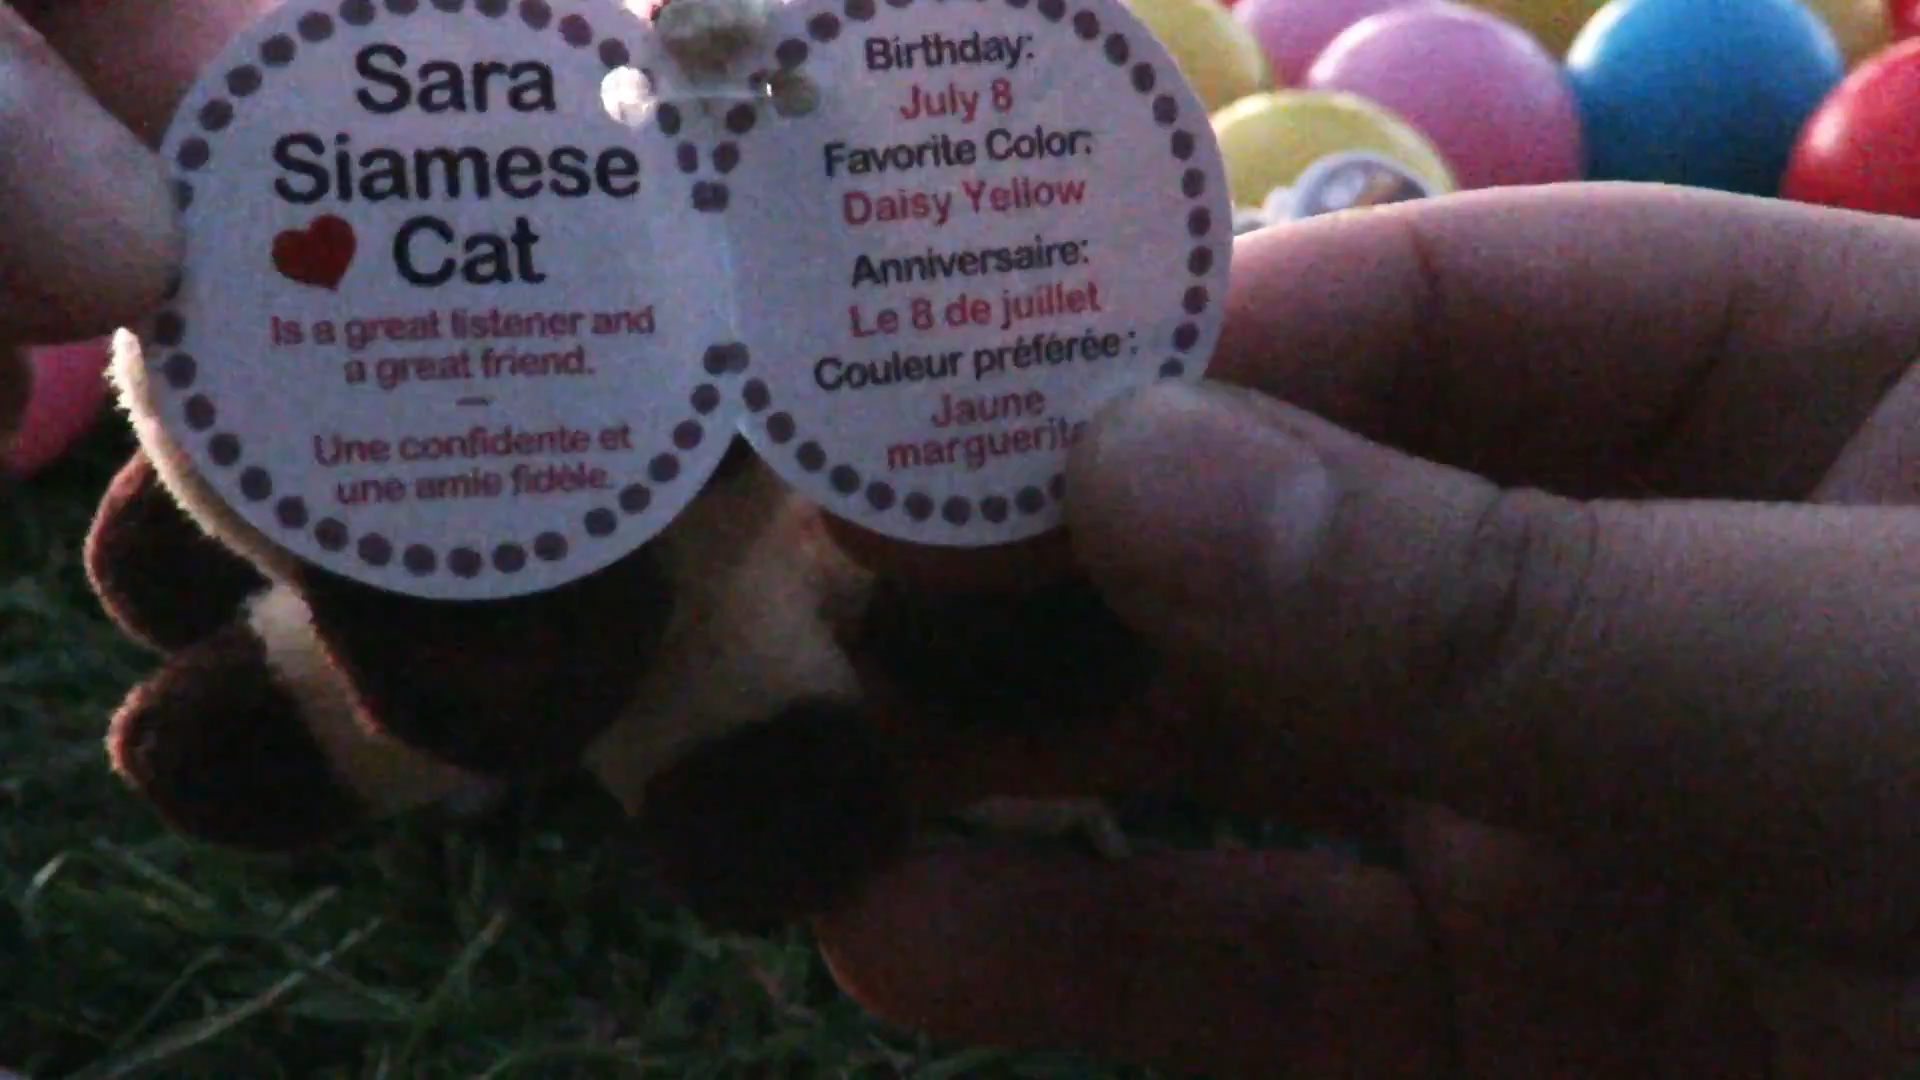 Sara
Siamese
Cat
Is a great listener and
a great friend.
—
Une confidente et
une amie fidèle.
Birthday:
July 8
Favorite Color:
Daisy Yellow
Anniversaire:
Le 8 de juillet
Couleur préférée :
Jaune
marguerite